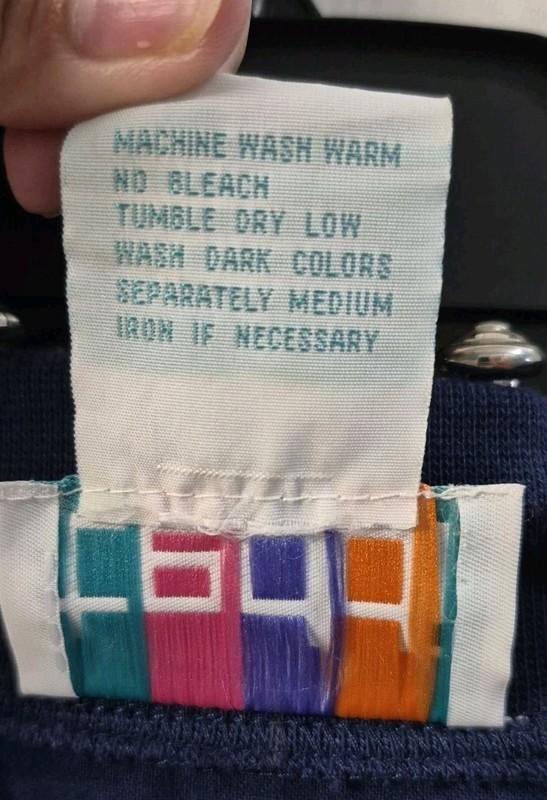 MACHINE WASH WARM
NO BLEACH
TUMBLE DRY LOW
WASH DARK COLORS
SEPARATELY MEDIUM
IRON IF NECESSARY